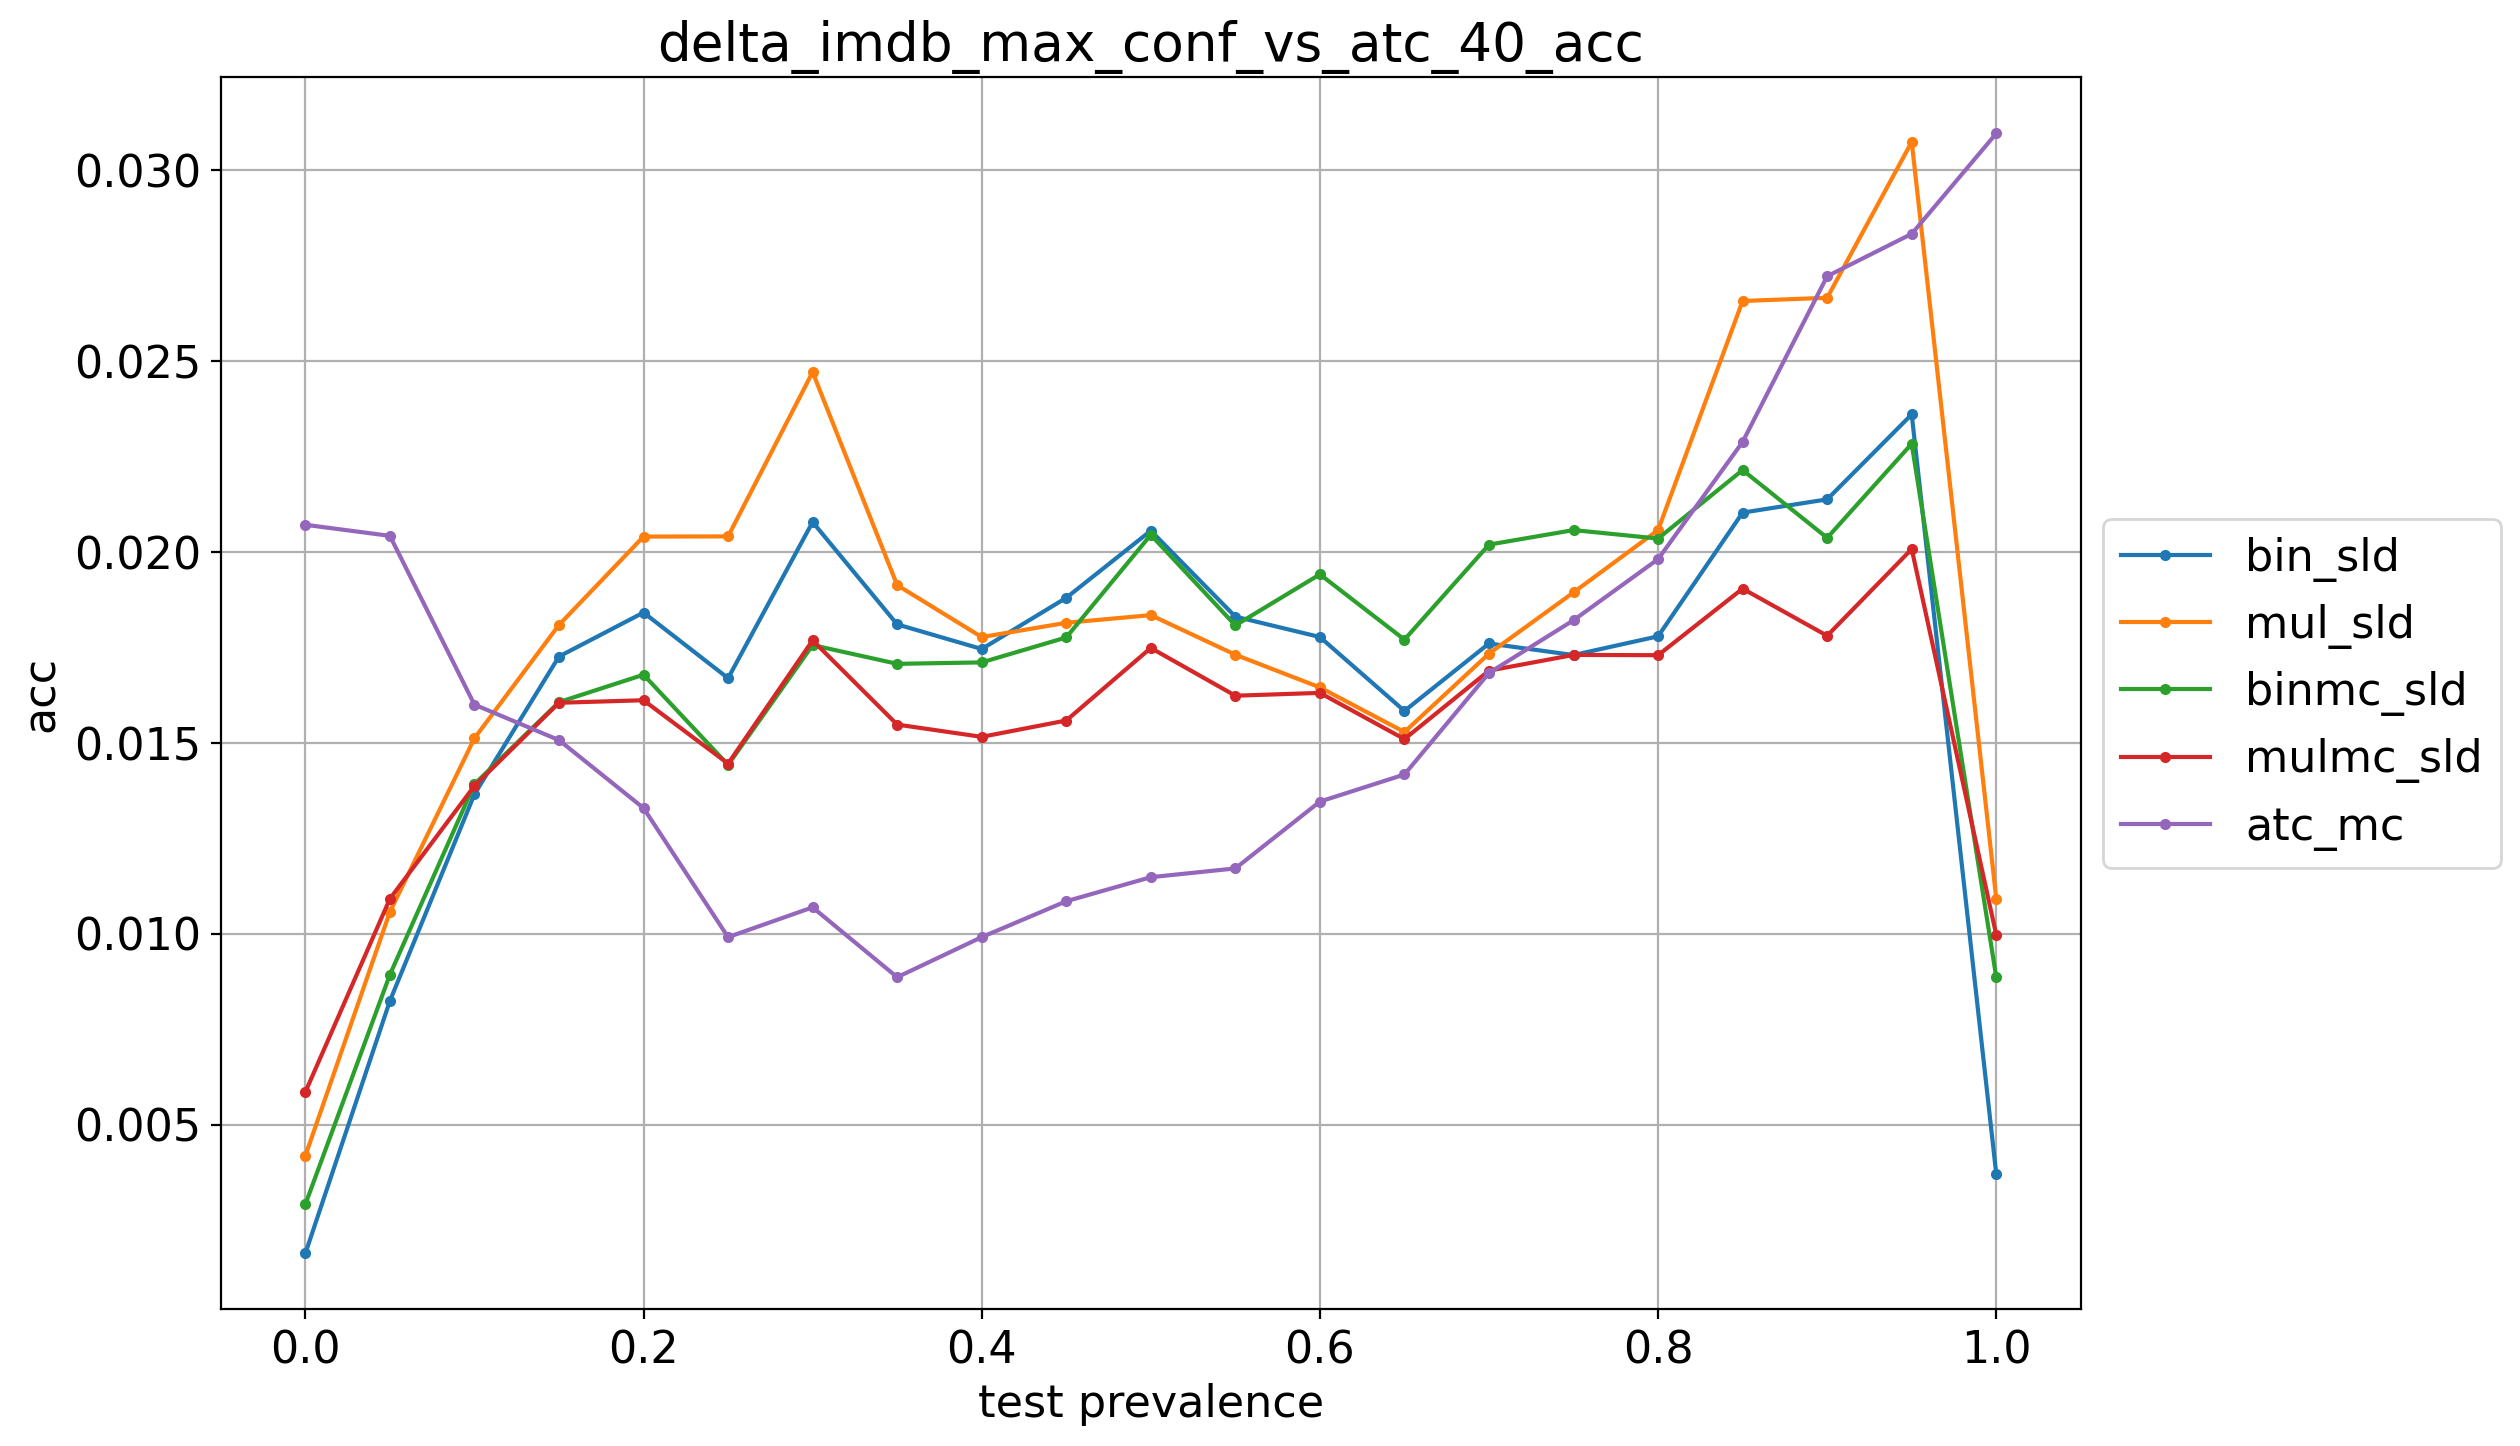 delta_imdb_max_conf_vs_atc_40_acc
0.030
0.025
0.020
0.015
0.010
0.005
acc
0.0 0.2 0.4 0.6 0.8 1.0
test prevalence
bin_sld
mul_sld
binmc_sld
mulmc_sld
atc_mc